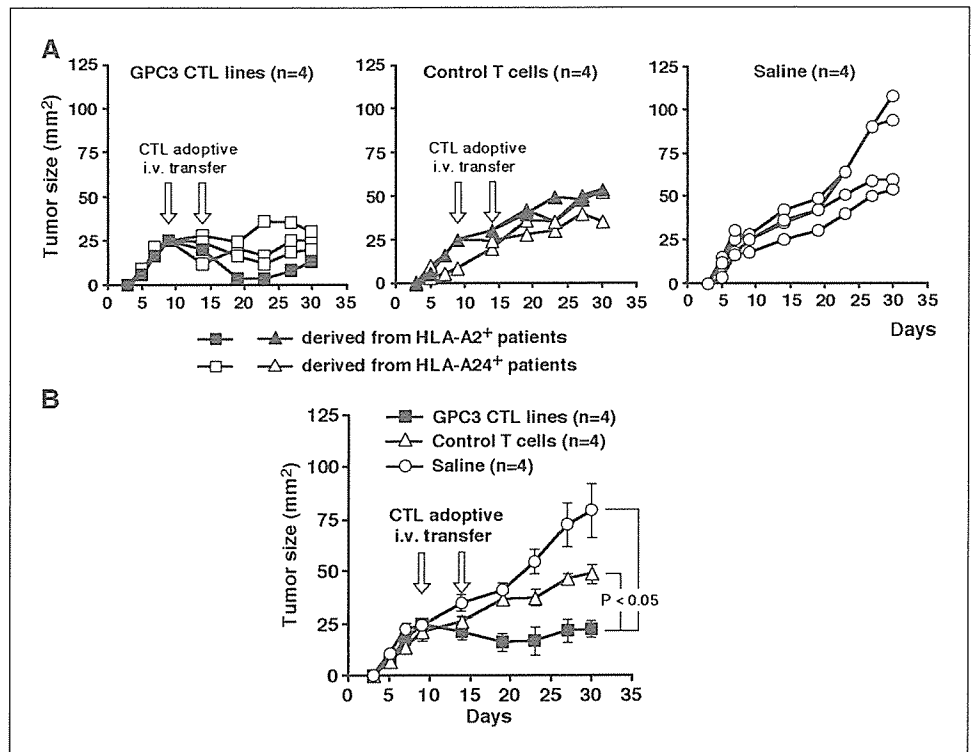 A
GPC3 CTL lines (n=4)
Control T cells (n=4)
Saline (n=4)
Tumor size (mm²)
125
100
75
50
25
0
CTL adoptive
i.v. transfer
0 5 10 15 20 25 30 35
125
100
75
50
25
0
CTL adoptive
i.v. transfer
0 5 10 15 20 25 30 35
125
100
75
50
25
0
0 5 10 15 20 25 30 35
Days
derived from HLA-A2⁺ patients
derived from HLA-A24⁺ patients
B
GPC3 CTL lines (n=4)
Control T cells (n=4)
Saline (n=4)
Tumor size (mm²)
125
100
75
50
25
0
CTL adoptive
i.v. transfer
P < 0.05
0 5 10 15 20 25 30 35
Days